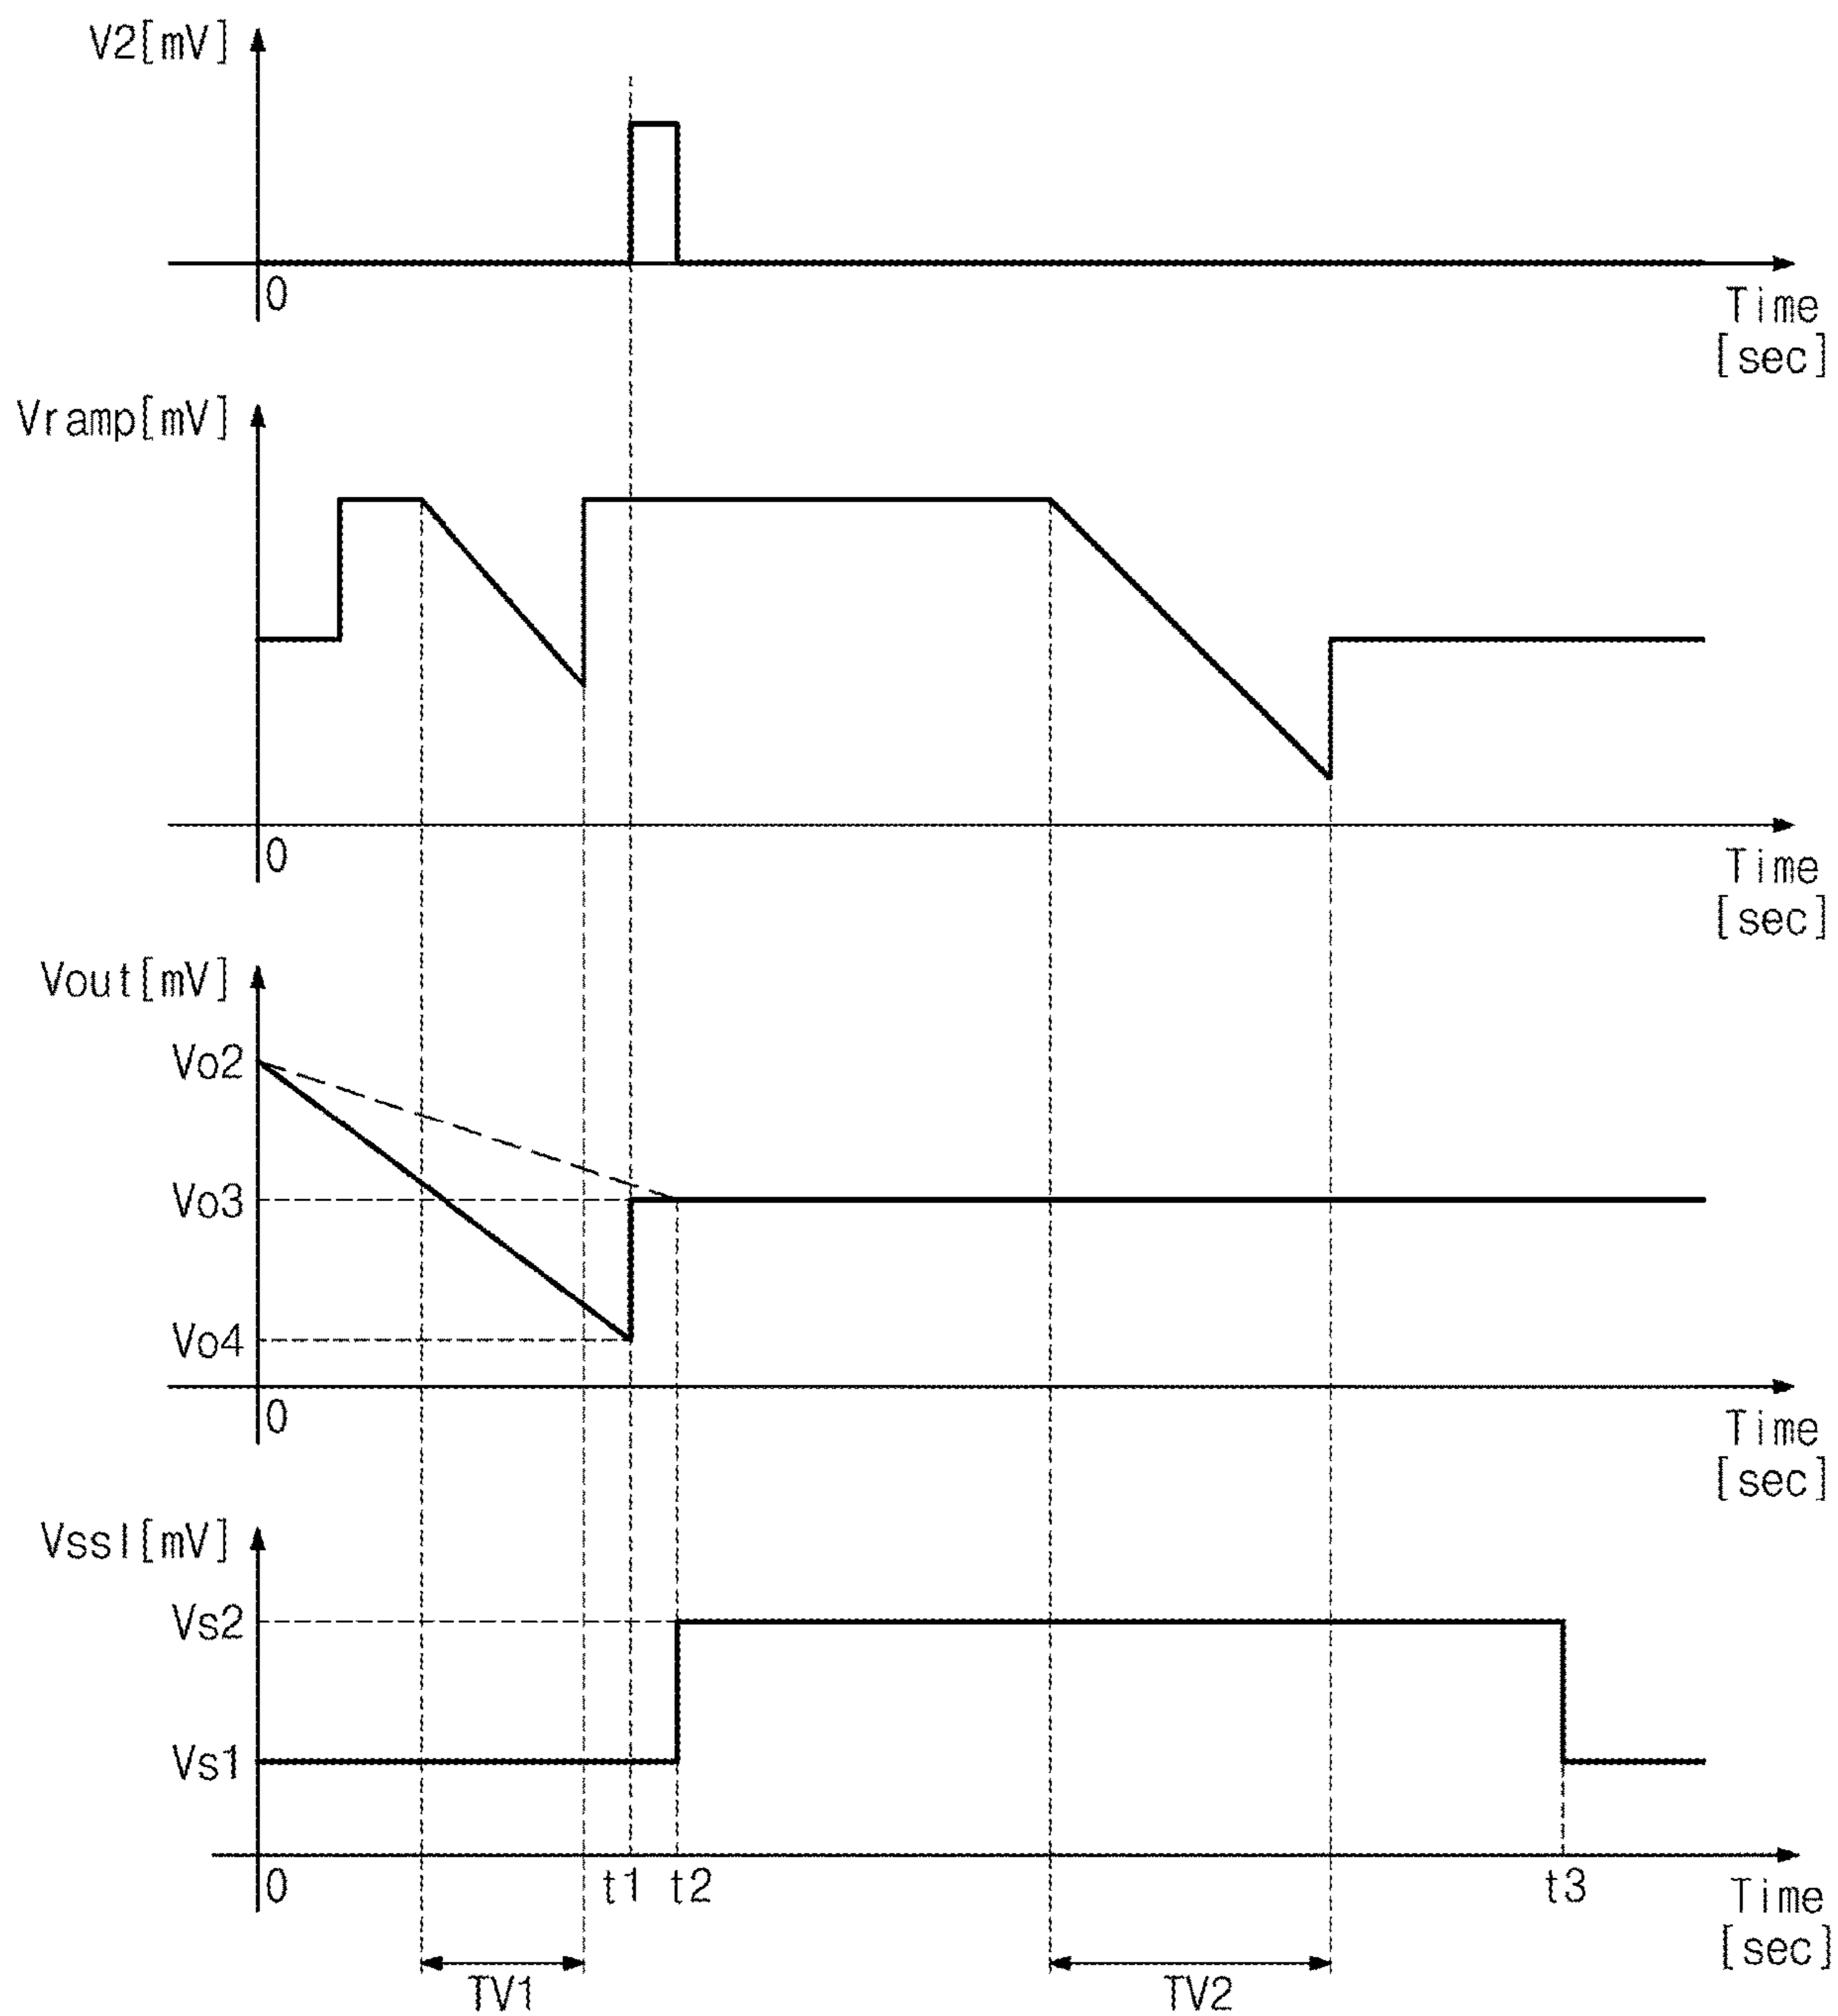 V2[mV]
0
Time
[sec]
Vramp[mV]
0
Time
[sec]
Vout[mV]
Vo2
Vo3
Vo4
0
Time
[sec]
Vssl[mV]
Vs2
Vs1
0
t1
t2
t3
Time
[sec]
TV1
TV2